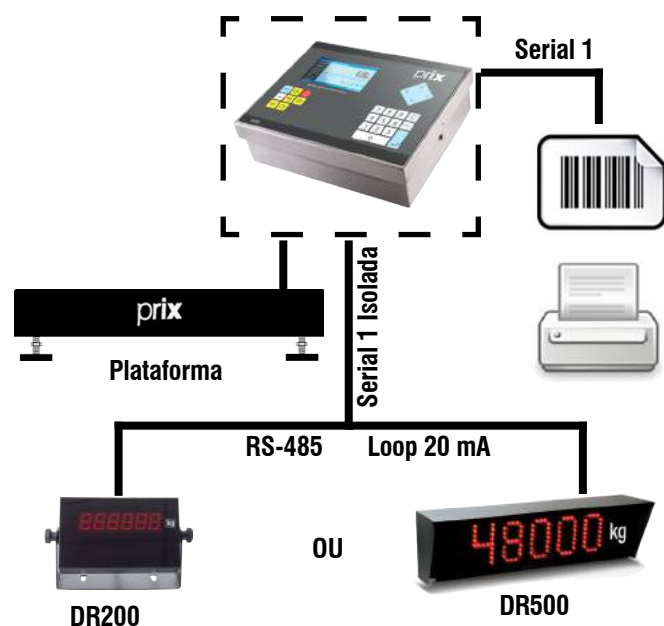 Serial 1
prix
prix
Plataforma
Serial 1 Isolada
RS-485
Loop 20 mA
888888 kg
OU
48000 kg
DR200
DR500